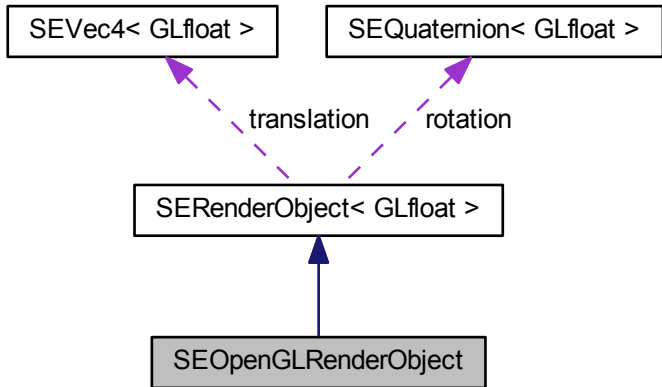 SEVec4< GLfloat >
SEQuaternion< GLfloat >
translation
rotation
SERenderObject< GLfloat >
SEOpenGLRenderObject